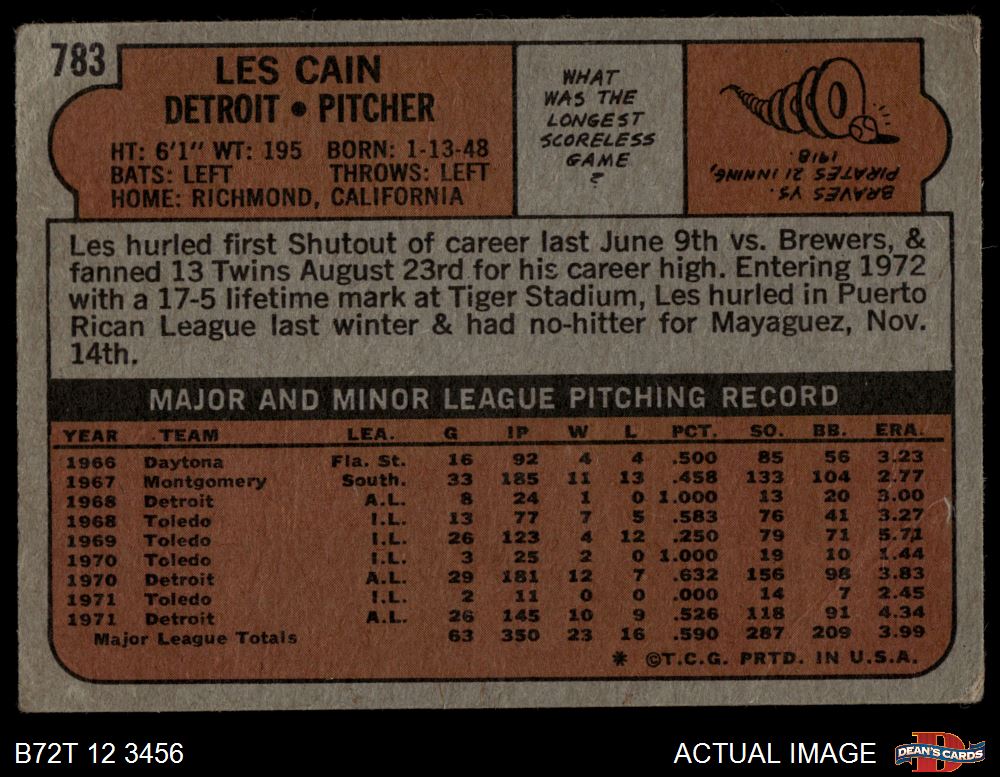 783
LES CAIN
DETROIT • PITCHER
HT: 6'1" WT: 195 BORN: 1-13-48
BATS: LEFT THROWS: LEFT
HOME: RICHMOND, CALIFORNIA
WHAT
WAS THE
LONGEST
SCORELESS
GAME
?
BRAVES VS.
PIRATES 21 INNING,
1918.
Les hurled first Shutout of career last June 9th vs. Brewers, &
fanned 13 Twins August 23rd for his career high. Entering 1972
with a 17-5 lifetime mark at Tiger Stadium, Les hurled in Puerto
Rican League last winter & had no-hitter for Mayaguez, Nov.
14th.
MAJOR AND MINOR LEAGUE PITCHING RECORD
YEAR TEAM LEA. G IP W L PCT. SO. BB. ERA.
1966 Daytona Fla. St. 16 92 4 4 .500 85 56 3.23
1967 Montgomery South. 33 185 11 13 .458 133 104 2.77
1968 Detroit A.L. 8 24 1 0 1.000 13 20 3.00
1968 Toledo I.L. 13 77 7 5 .583 76 41 3.27
1969 Toledo I.L. 26 123 4 12 .250 79 71 5.71
1970 Toledo I.L. 3 25 2 0 1.000 19 10 1.44
1970 Detroit A.L. 29 181 12 7 .632 156 98 3.83
1971 Toledo I.L. 2 11 0 0 .000 14 7 2.45
1971 Detroit A.L. 26 145 10 9 .526 118 91 4.34
Major League Totals 63 350 23 16 .590 287 209 3.99
* ©T.C.G. PRTD. IN U.S.A.
B72T 12 3456
ACTUAL IMAGE
DEAN'S CARDS